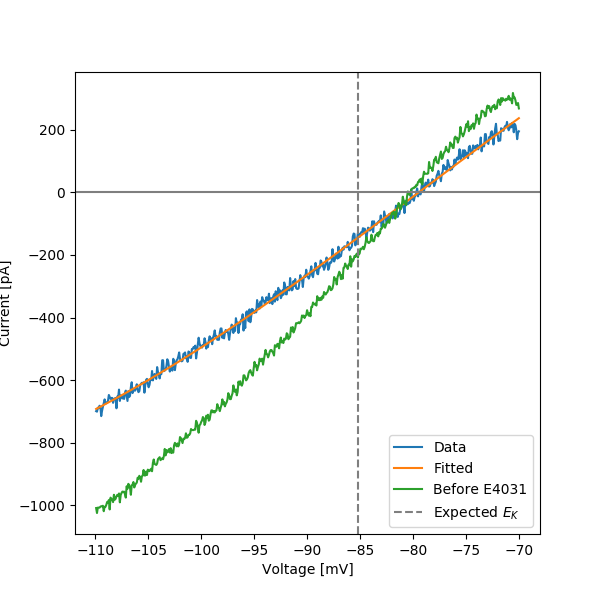 200
0
−200
−400
−600
−800
−1000
Current [pA]
−110
−105
−100
−95
−90
−85
−80
−75
−70
Voltage [mV]
Data
Fitted
Before E4031
Expected E_K